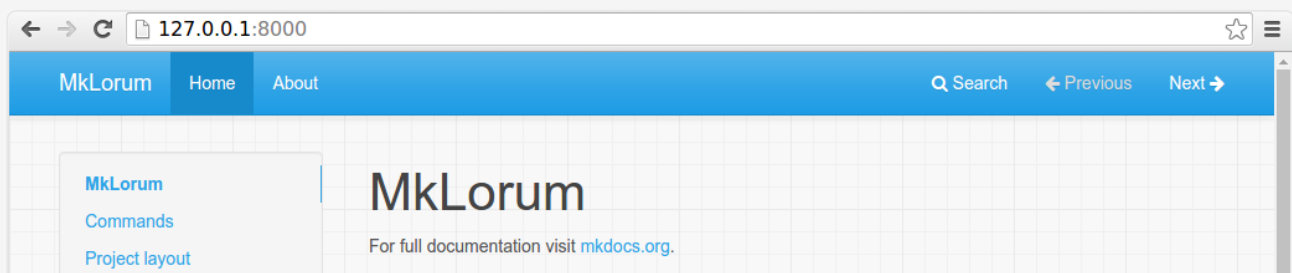 127.0.0.1:8000
MkLorum Home About Search Previous Next
MkLorum
Commands
Project layout
MkLorum
For full documentation visit mkdocs.org.